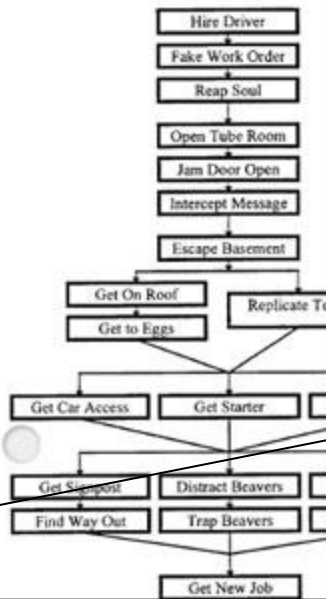 Hire Driver
Fake Work Order
Reap Soul
Open Tube Room
Jam Door Open
Intercept Message
Escape Basement
Get On Roof
Replicate
Get to Eggs
Get Car Access
Get Starter
Get Signpost
Distract Beavers
Find Way Out
Trap Beavers
Get New Job